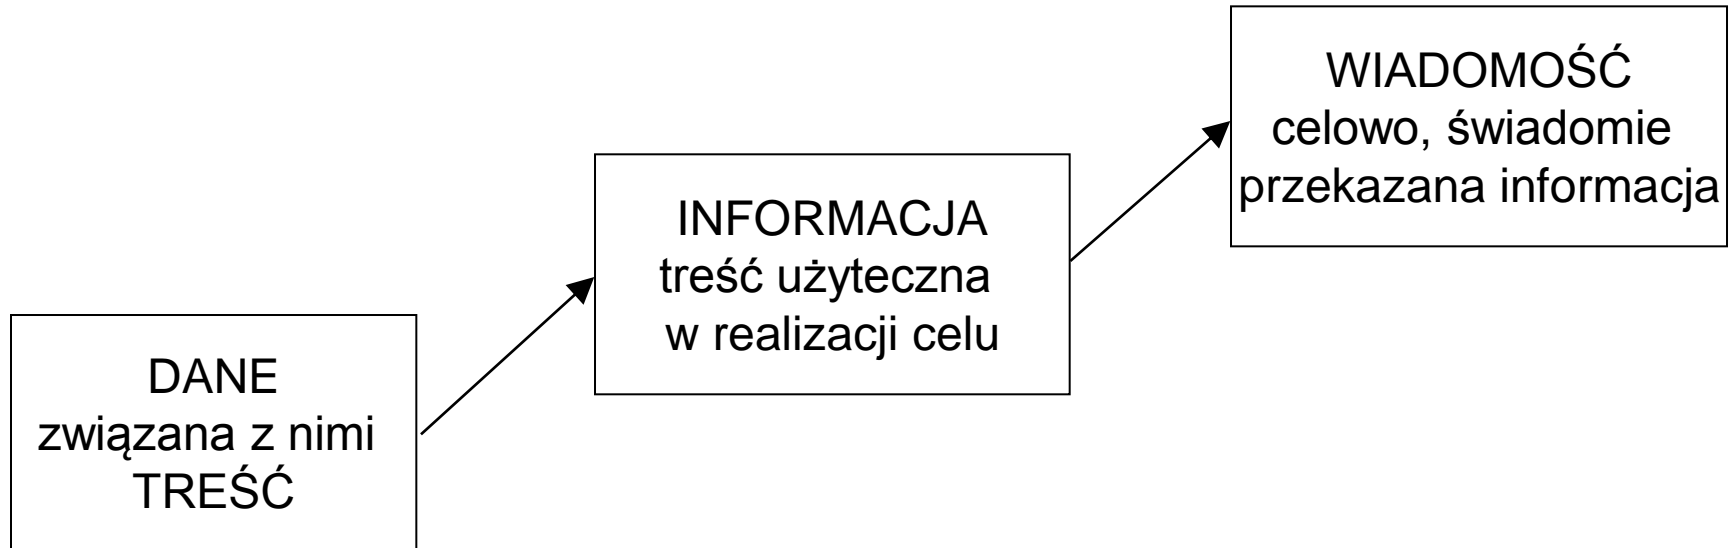 DANE
związana z nimi
TREŚĆ
INFORMACJA
treść użyteczna
w realizacji celu
WIADOMOŚĆ
celowo, świadomie
przekazana informacja